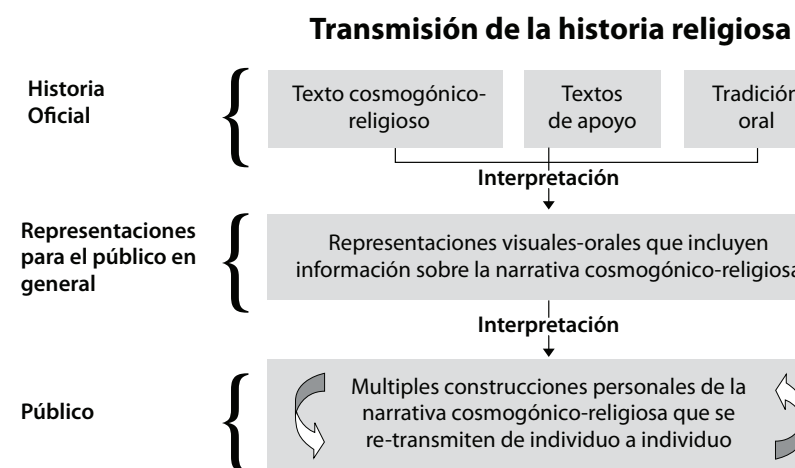 Transmisión de la historia religiosa
Historia
Oficial
Texto cosmogónico-
religioso
Textos
de apoyo
Tradición
oral
Interpretación
Representaciones
para el público en
general
Representaciones visuales-orales que incluyen
información sobre la narrativa cosmogónico-religiosa
Interpretación
Público
Multiples construcciones personales de la
narrativa cosmogónico-religiosa que se
re-transmiten de individuo a individuo